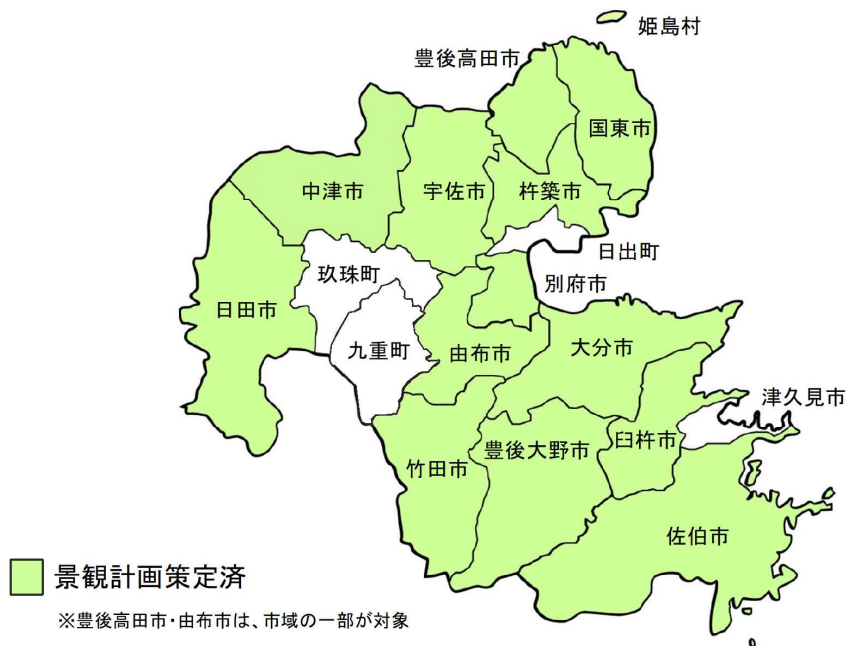 姫島村
豊後高田市
国東市
中津市
宇佐市
杵築市
日出町
玖珠町
別府市
日田市
九重町
由布市
大分市
津久見市
竹田市
豊後大野市
臼杵市
佐伯市
景観計画策定済
※豊後高田市・由布市は、市域の一部が対象